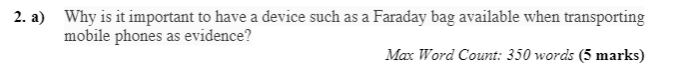 2. a) Why is it important to have a device such as a Faraday bag available when transporting
mobile phones as evidence?
Max Word Count: 350 words (5 marks)